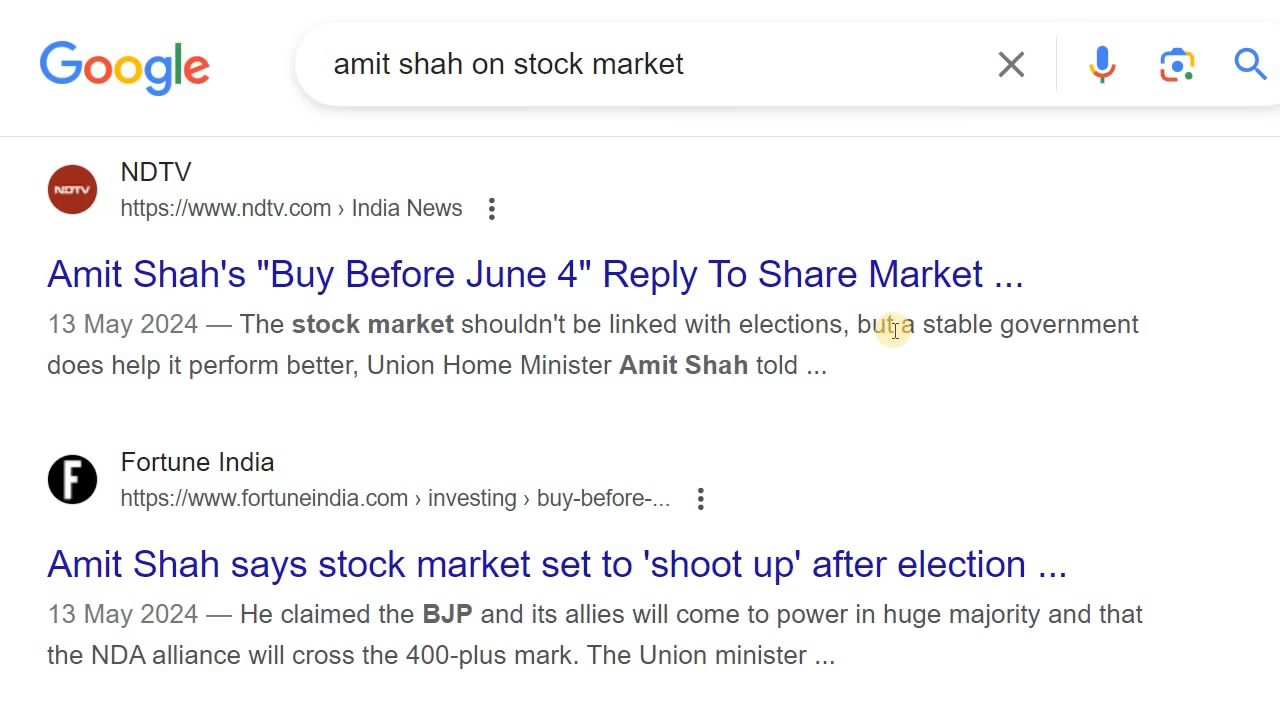 Google
amit shah on stock market
NDTV
NDTV
https://www.ndtv.com › India News
Amit Shah's "Buy Before June 4" Reply To Share Market ...
13 May 2024 — The stock market shouldn't be linked with elections, but a stable government
does help it perform better, Union Home Minister Amit Shah told ...
F
Fortune India
https://www.fortuneindia.com › investing › buy-before-...
Amit Shah says stock market set to 'shoot up' after election ...
13 May 2024 — He claimed the BJP and its allies will come to power in huge majority and that
the NDA alliance will cross the 400-plus mark. The Union minister ...